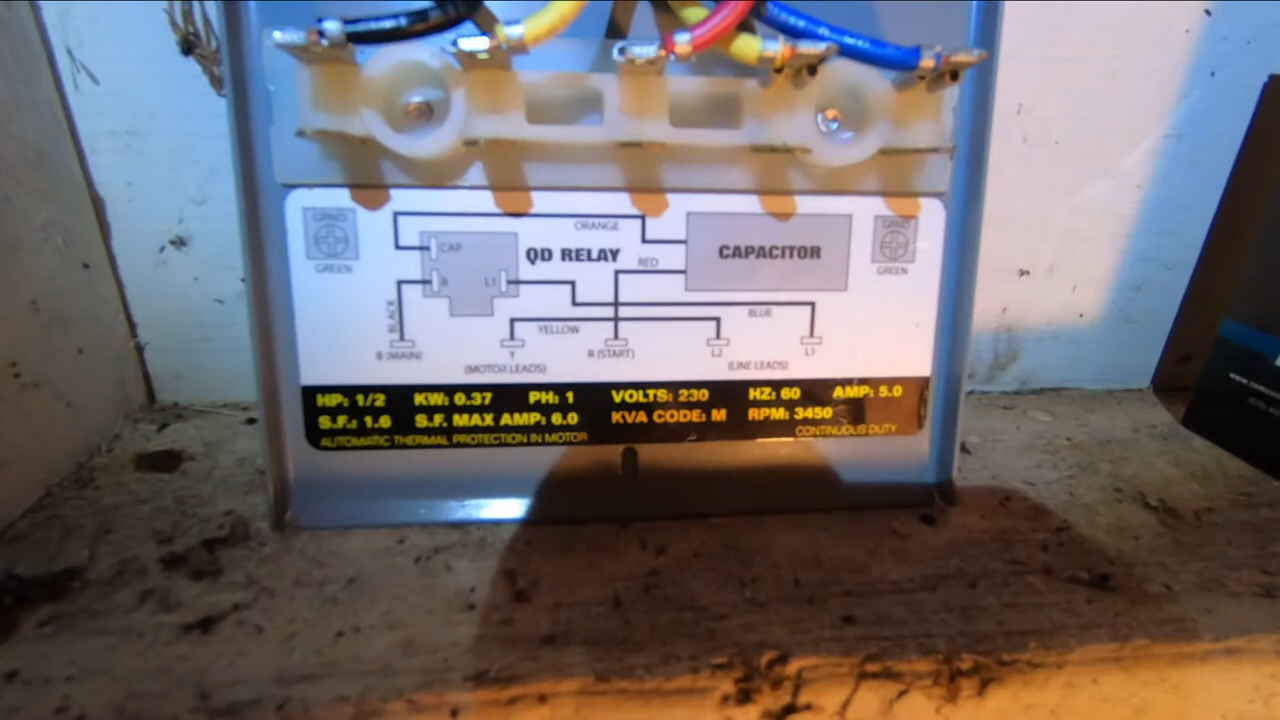 GRND
GREEN
CAP
B
L1
QD RELAY
ORANGE
RED
CAPACITOR
GRND
GREEN
BLACK
YELLOW
BLUE
B (MAIN)
Y
R (START)
L2
L1
(MOTOR LEADS)
(LINE LEADS)
HP: 1/2 KW: 0.37 PH: 1 VOLTS: 230 HZ: 60 AMP: 5.0
S.F.: 1.6 S.F. MAX AMP: 6.0 KVA CODE: M RPM: 3450
AUTOMATIC THERMAL PROTECTION IN MOTOR CONTINUOUS DUTY